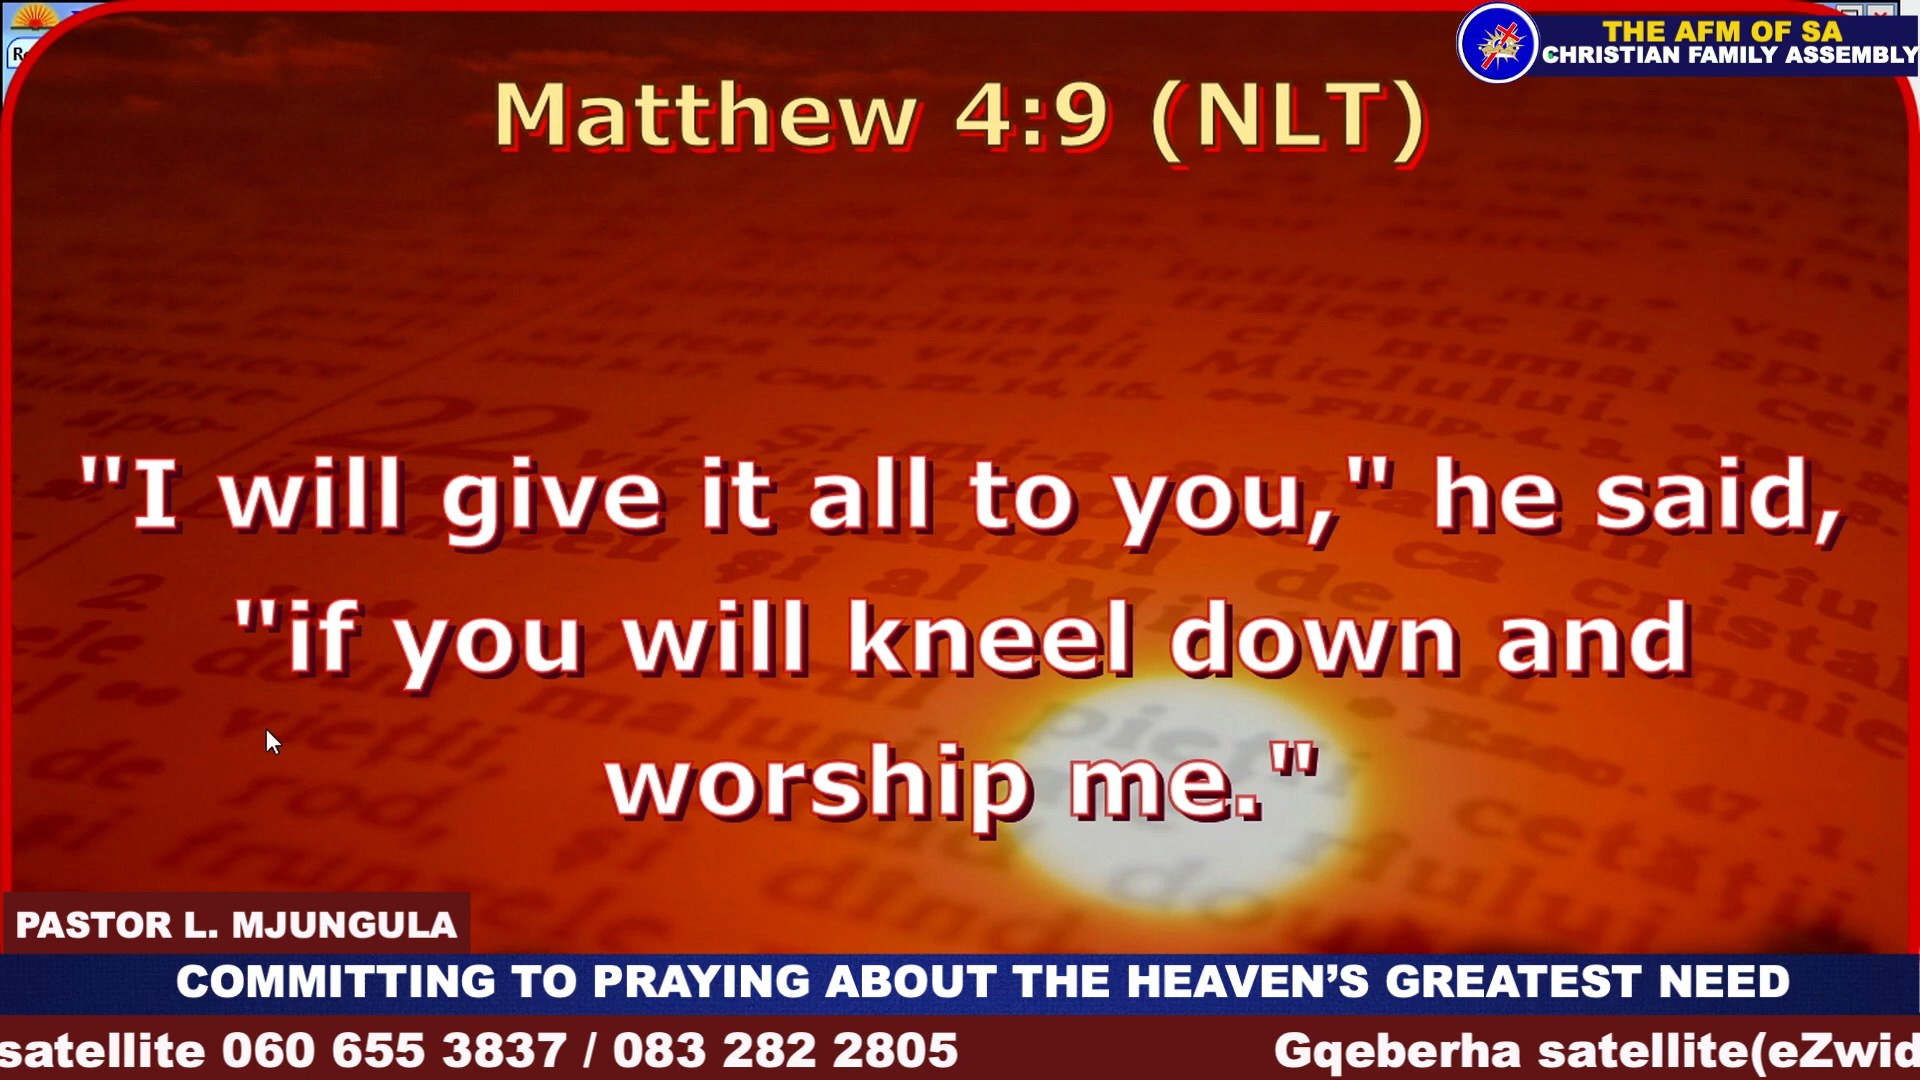 THE AFM OF SA
CHRISTIAN FAMILY ASSEMBLY
Matthew 4:9 (NLT)
"I will give it all to you," he said,
"if you will kneel down and
worship me."
PASTOR L. MJUNGULA
COMMITTING TO PRAYING ABOUT THE HEAVEN’S GREATEST NEED
satellite 060 655 3837 / 083 282 2805 Gqeberha satellite(eZwid